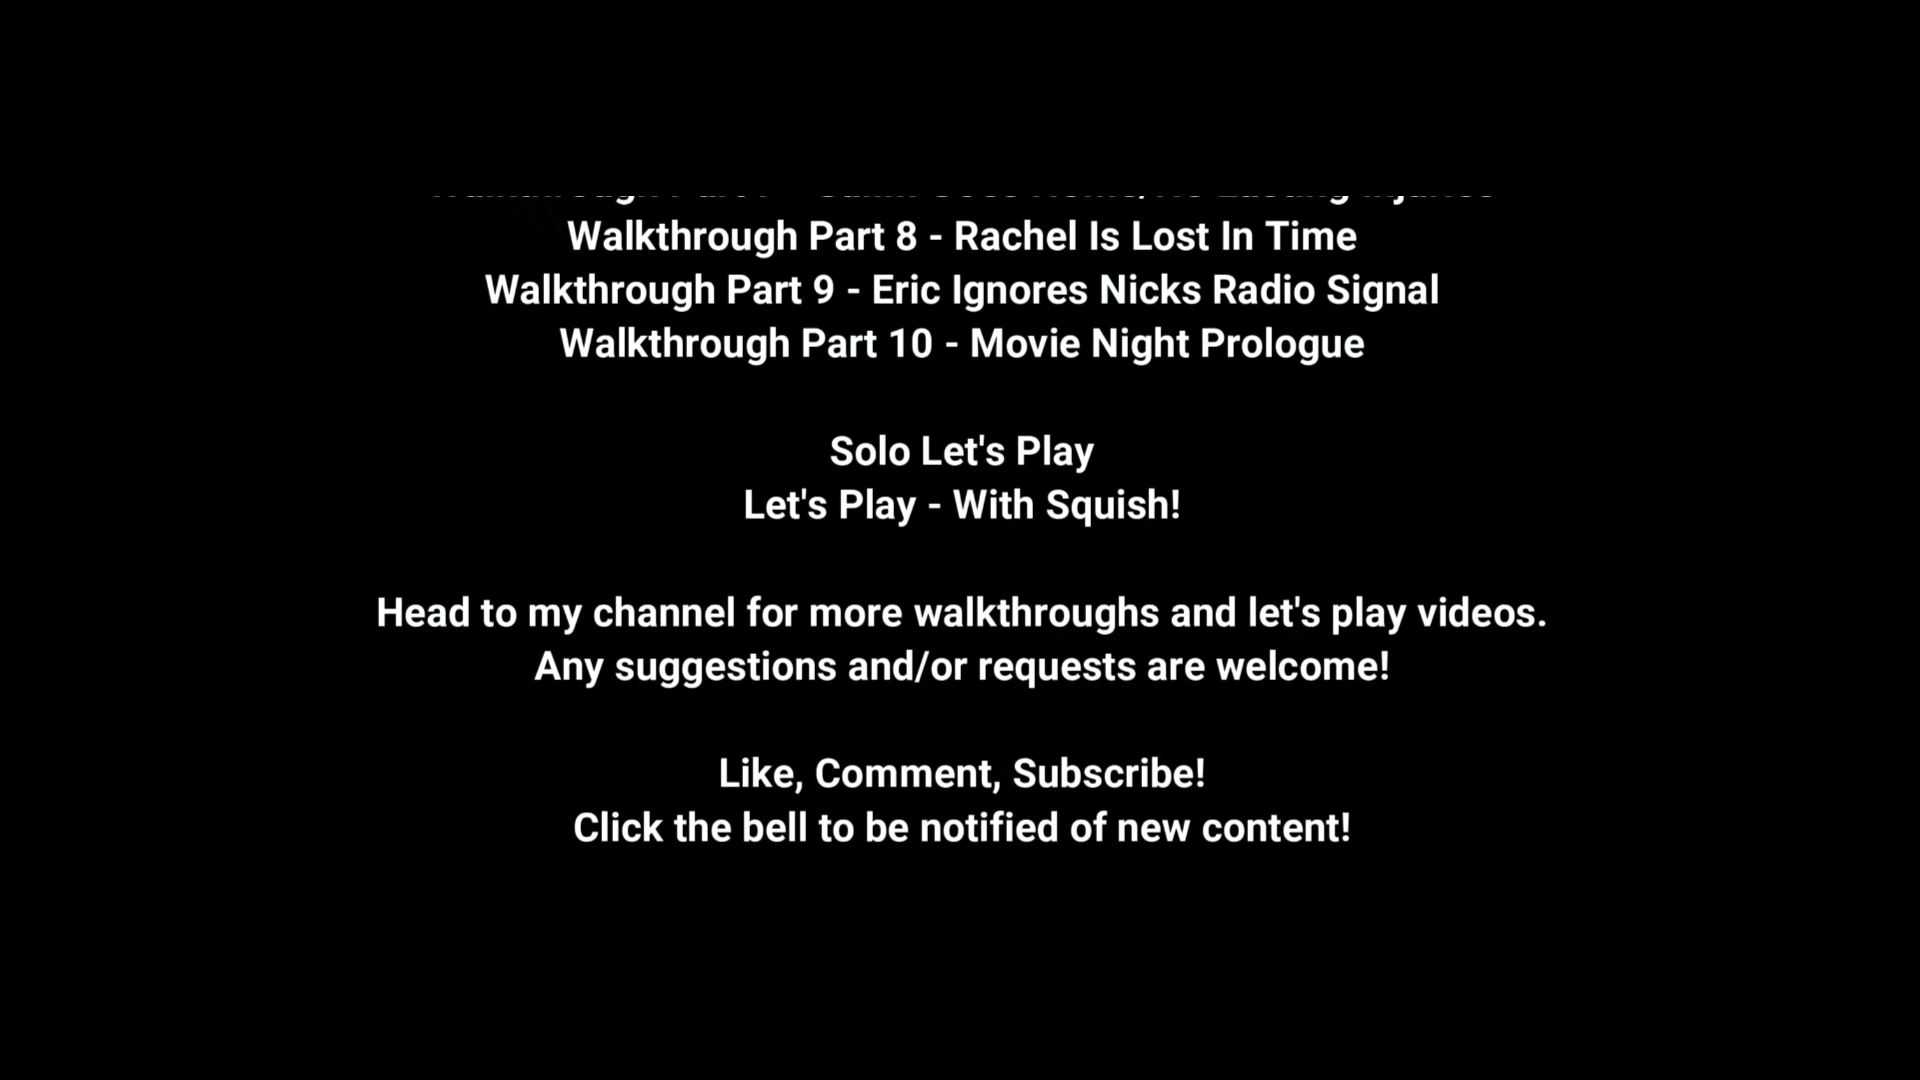 Walkthrough Part 8 - Rachel Is Lost In Time
Walkthrough Part 9 - Eric Ignores Nicks Radio Signal
Walkthrough Part 10 - Movie Night Prologue
Solo Let's Play
Let's Play - With Squish!
Head to my channel for more walkthroughs and let's play videos.
Any suggestions and/or requests are welcome!
Like, Comment, Subscribe!
Click the bell to be notified of new content!